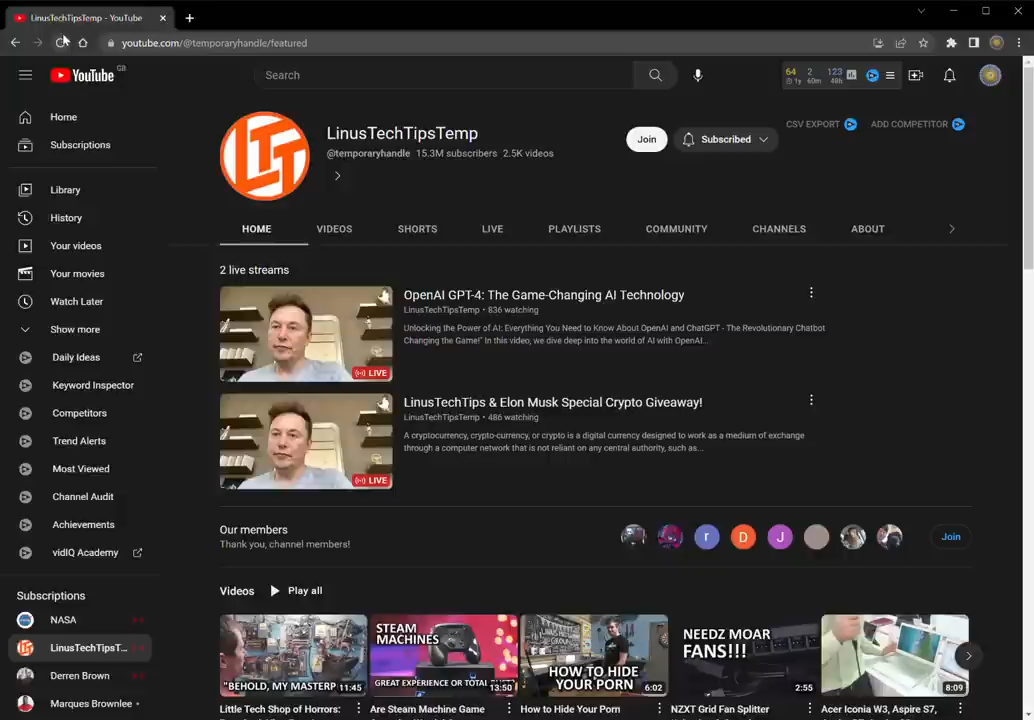 LinusTechTipsTemp - YouTube
youtube.com/@temporaryhandle/featured
YouTube GB
Search
64 2 123
1y 60m 48h
LinusTechTipsTemp
@temporaryhandle 15.3M subscribers 2.5K videos
Join
Subscribed
CSV EXPORT
ADD COMPETITOR
Home
Subscriptions
Library
History
Your videos
Your movies
Watch Later
Show more
Daily Ideas
Keyword Inspector
Competitors
Trend Alerts
Most Viewed
Channel Audit
Achievements
vidIQ Academy
Subscriptions
NASA
LinusTechTipsT...
Derren Brown
Marques Brownlee
HOME VIDEOS SHORTS LIVE PLAYLISTS COMMUNITY CHANNELS ABOUT
2 live streams
OpenAI GPT-4: The Game-Changing AI Technology
LinusTechTipsTemp • 836 watching
Unlocking the Power of AI: Everything You Need to Know About OpenAI and ChatGPT - The Revolutionary Chatbot
Changing the Game!" In this video, we dive deep into the world of AI with OpenAI...
LIVE
LinusTechTips & Elon Musk Special Crypto Giveaway!
LinusTechTipsTemp • 486 watching
A cryptocurrency, crypto-currency, or crypto is a digital currency designed to work as a medium of exchange
through a computer network that is not reliant on any central authority, such as...
LIVE
Our members
Thank you, channel members!
r D J
Join
Videos Play all
"BEHOLD, MY MASTERP
11:45
STEAM
MACHINES
GREAT EXPERIENCE OR TOTAL
13:50
HOW TO HIDE
YOUR PORN
6:02
NEEDZ MOAR
FANS!!!
2:55
8:09
Little Tech Shop of Horrors:
Are Steam Machine Game
How to Hide Your Porn
NZXT Grid Fan Splitter
Acer Iconia W3, Aspire S7,